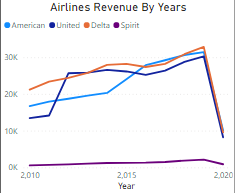 Airlines Revenue By Years
American United Delta Spirit
30K
20K
10K
0K
2,010 2,015 2,020
Year